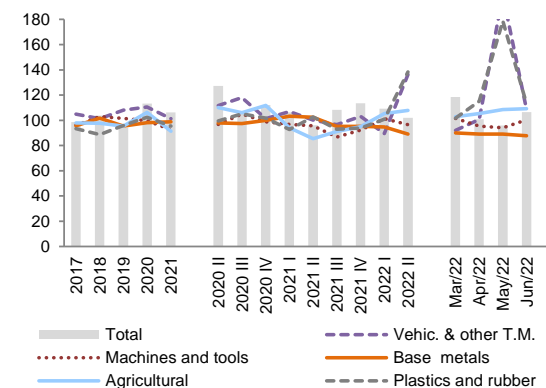 180
160
140
120
100
80
60
40
20
0
2017
2018
2019
2020
2021
2020 II
2020 III
2020 IV
2021 I
2021 II
2021 III
2021 IV
2022 I
2022 II
Mar/22
Apr/22
May/22
Jun/22
Total
Vehic. & other T.M.
Machines and tools
Base metals
Agricultural
Plastics and rubber